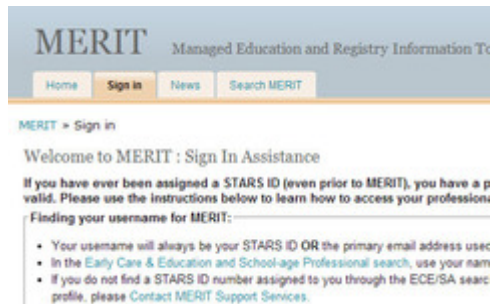 MERIT Managed Education and Registry Information To
Home Sign in News Search MERIT
MERIT » Sign in
Welcome to MERIT : Sign In Assistance
If you have ever been assigned a STARS ID (even prior to MERIT), you have a p
valid. Please use the instructions below to learn how to access your professiona
Finding your username for MERIT:
• Your username will always be your STARS ID OR the primary email address used
• In the Early Care & Education and School-age Professional search, use your nam
• If you do not find a STARS ID number assigned to you through the ECE/SA searc
profile, please Contact MERIT Support Services.